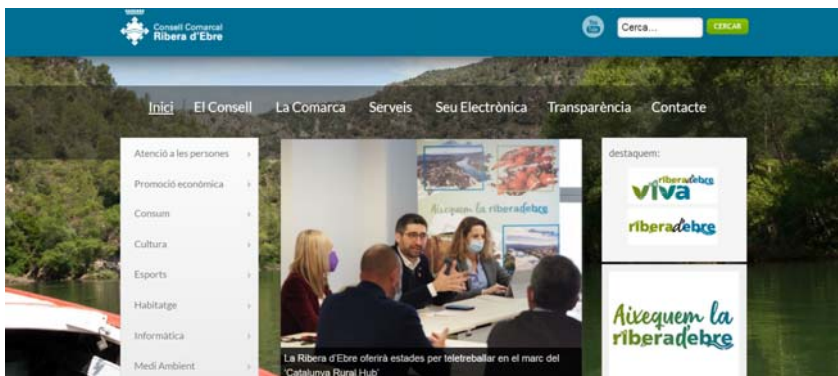 Consell Comarcal
Ribera d'Ebre
You
Tube
Cerca...
CERCAR
Inici El Consell La Comarca Serveis Seu Electrònica Transparència Contacte
Atenció a les persones
Promoció econòmica
Consum
Cultura
Esports
Habitatge
Informàtica
Medi Ambient
Aixequem la riberadebre
La Ribera d'Ebre oferirà estades per teletreballar en el marc del
'Catalunya Rural Hub'
destaquem:
riberadebre
viva
riberadebre
Aixequem la
riberadebre